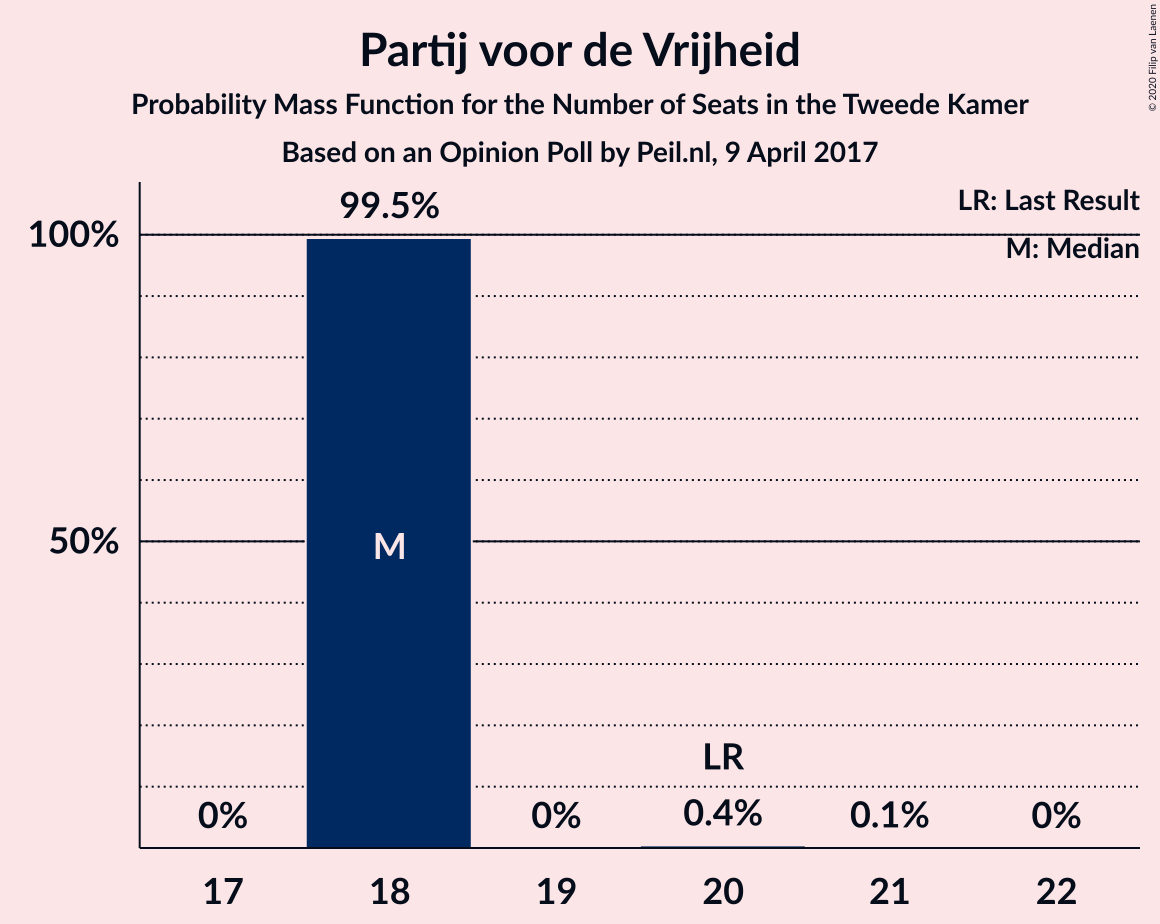 Partij voor de Vrijheid
Probability Mass Function for the Number of Seats in the Tweede Kamer
Based on an Opinion Poll by Peil.nl, 9 April 2017
© 2020 Filip van Laenen
LR: Last Result
M: Median
99.5%
100%
50%
M
LR
0%
0%
0.4%
0.1%
0%
17
18
19
20
21
22